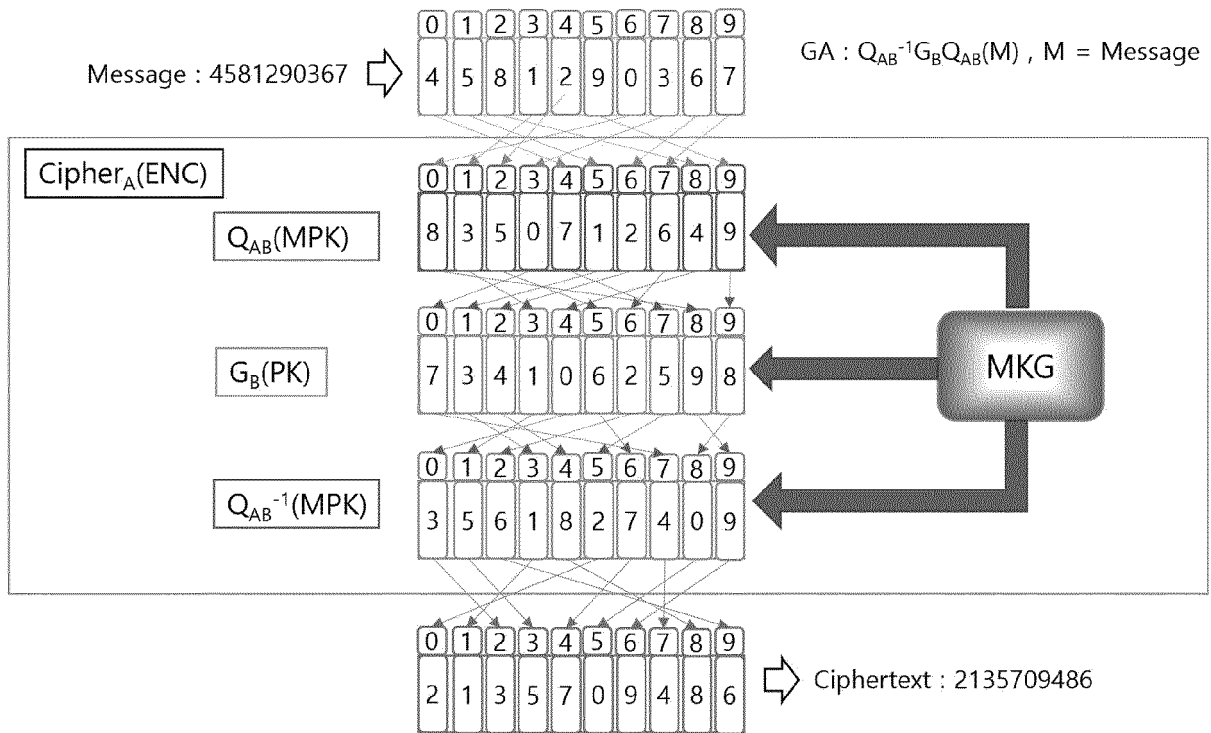 0 1 2 3 4 5 6 7 8 9
GA : Q_AB⁻¹G_BQ_AB(M) , M = Message
Message : 4581290367
4 5 8 1 2 9 0 3 6 7
Cipher_A(ENC)
0 1 2 3 4 5 6 7 8 9
Q_AB(MPK)
8 3 5 0 7 1 2 6 4 9
0 1 2 3 4 5 6 7 8 9
G_B(PK)
7 3 4 1 0 6 2 5 9 8
MKG
0 1 2 3 4 5 6 7 8 9
Q_AB⁻¹(MPK)
3 5 6 1 8 2 7 4 0 9
0 1 2 3 4 5 6 7 8 9
2 1 3 5 7 0 9 4 8 6
Ciphertext : 2135709486